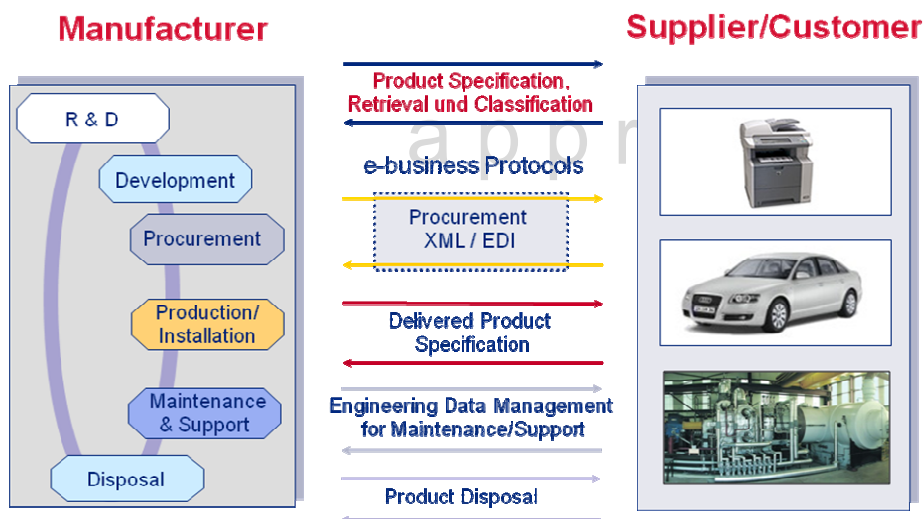 Manufacturer
Supplier/Customer
R & D
Development
Procurement
Production/
Installation
Maintenance
& Support
Disposal
Product Specification,
Retrieval und Classification
appr
e-business Protocols
Procurement
XML / EDI
Delivered Product
Specification
Engineering Data Management
for Maintenance/Support
Product Disposal